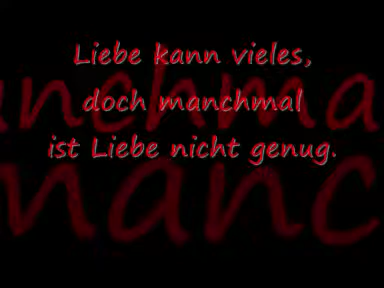 Liebe kann vieles,
doch manchmal
ist Liebe nicht genug.